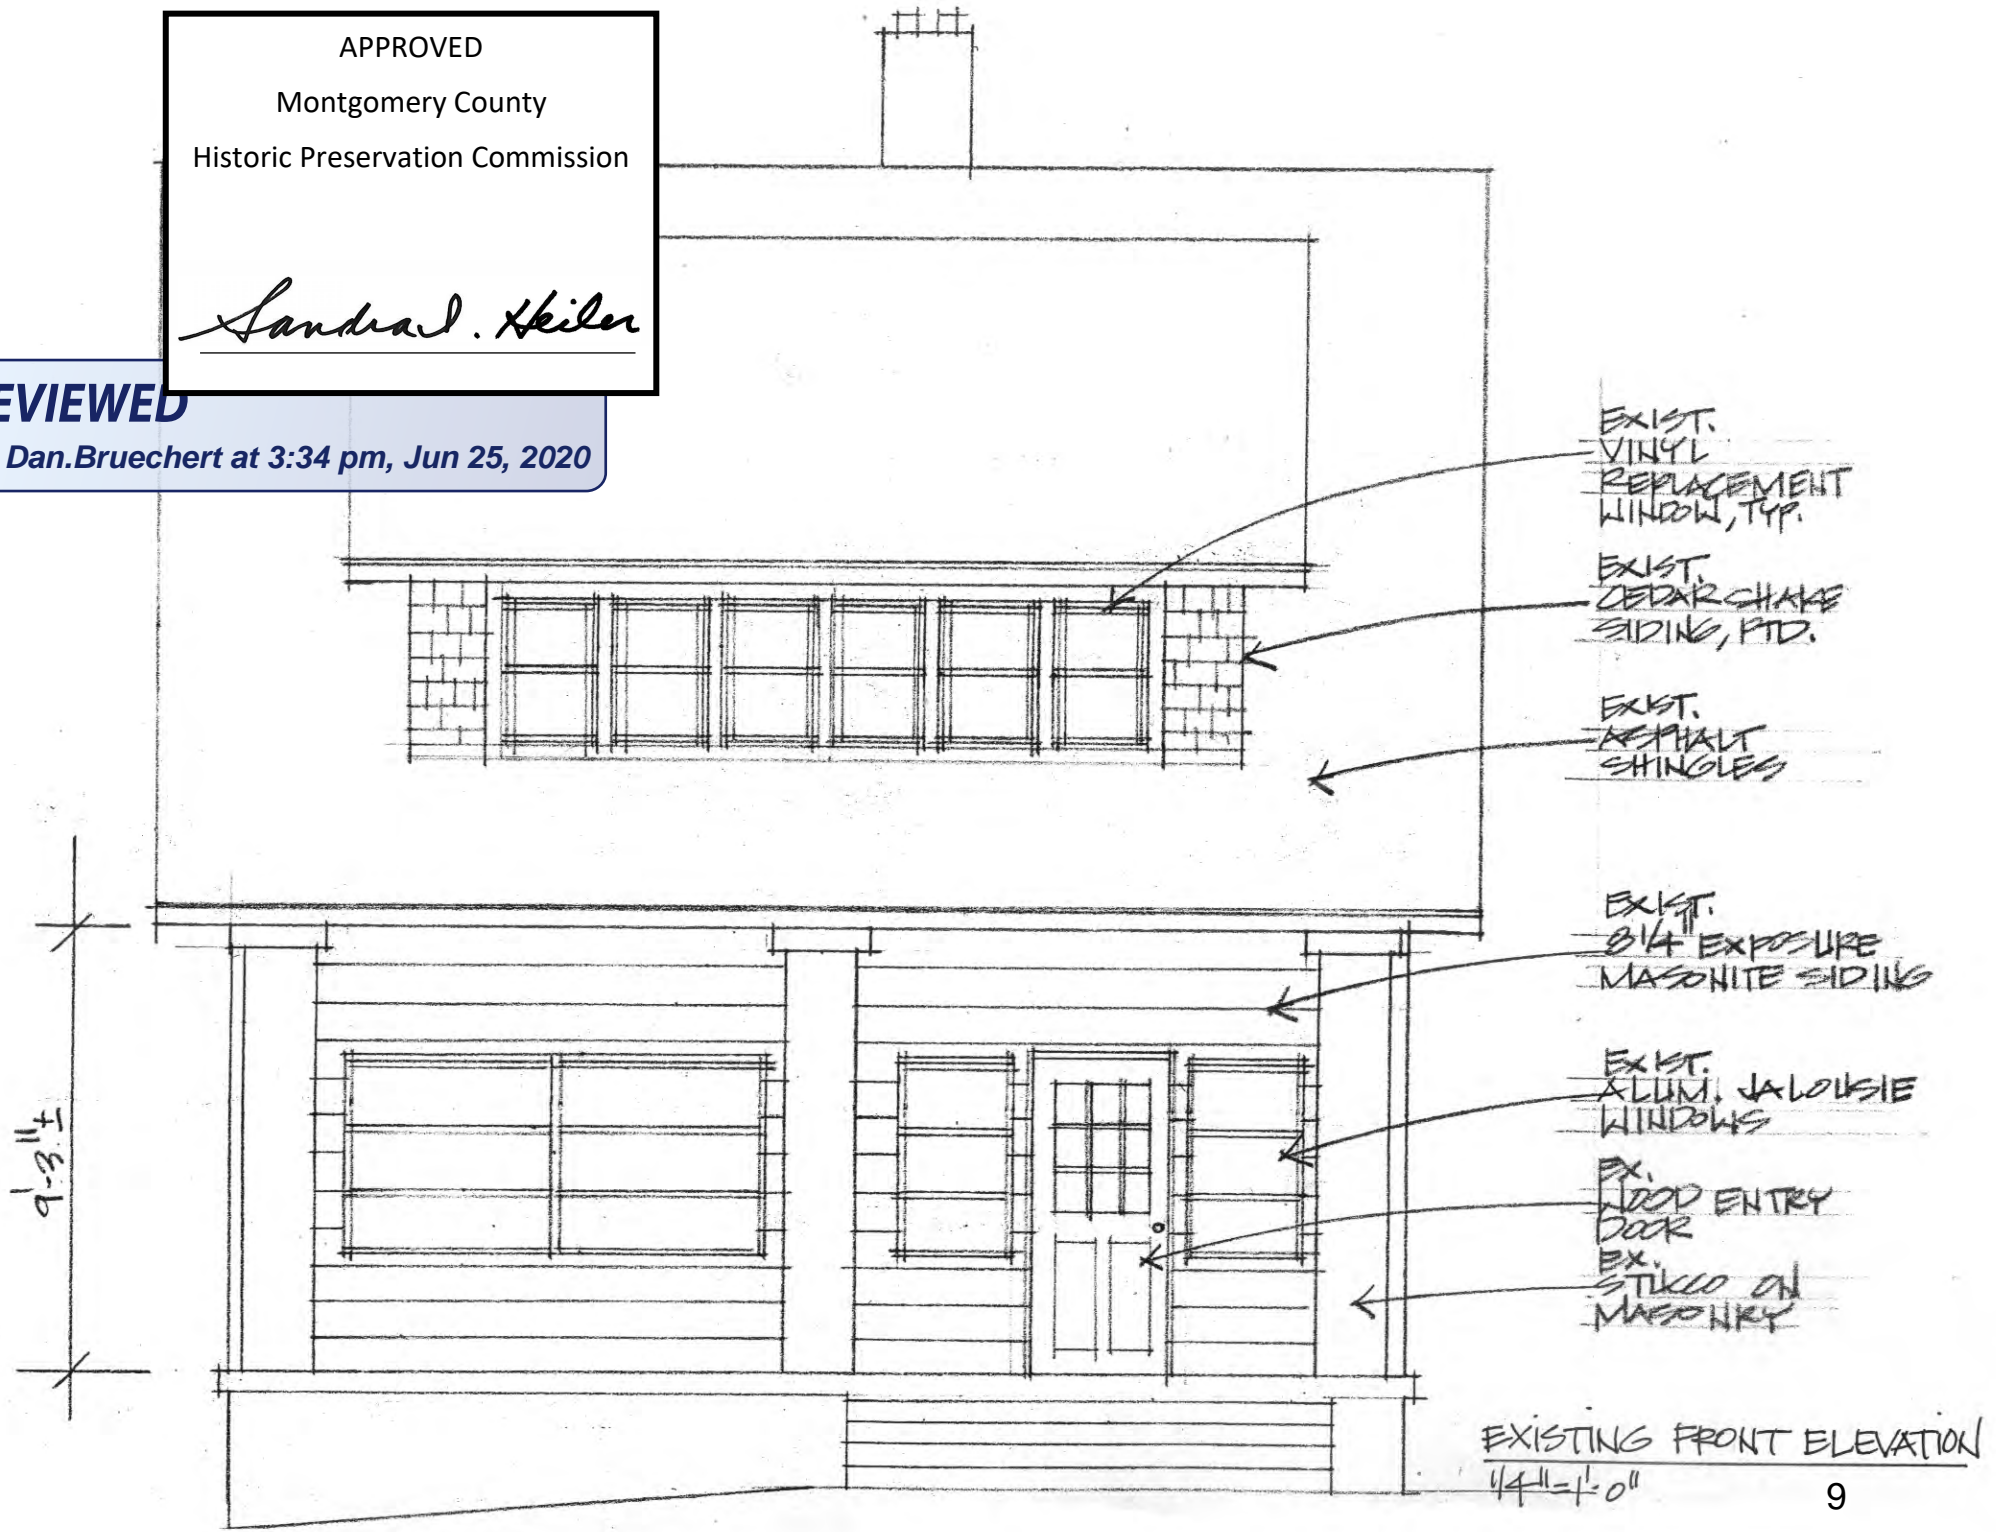 APPROVED
Montgomery County
Historic Preservation Commission
Sandra I. Heiler
EVIEWED
Dan.Bruechert at 3:34 pm, Jun 25, 2020
EXIST.
VINYL
REPLACEMENT
WINDOW, TYP.
EXIST.
CEDAR SHAKE
SIDING, PTD.
EXIST.
ASPHALT
SHINGLES
EXIST.
8 1/4" EXPOSURE
MASONITE SIDING
EXIST.
ALUM. JALOUSIE
WINDOWS
EX.
WOOD ENTRY
DOOR
EX.
STUCCO ON
MASONRY
9'-3" ±
EXISTING FRONT ELEVATION
1/4"=1'-0"
9